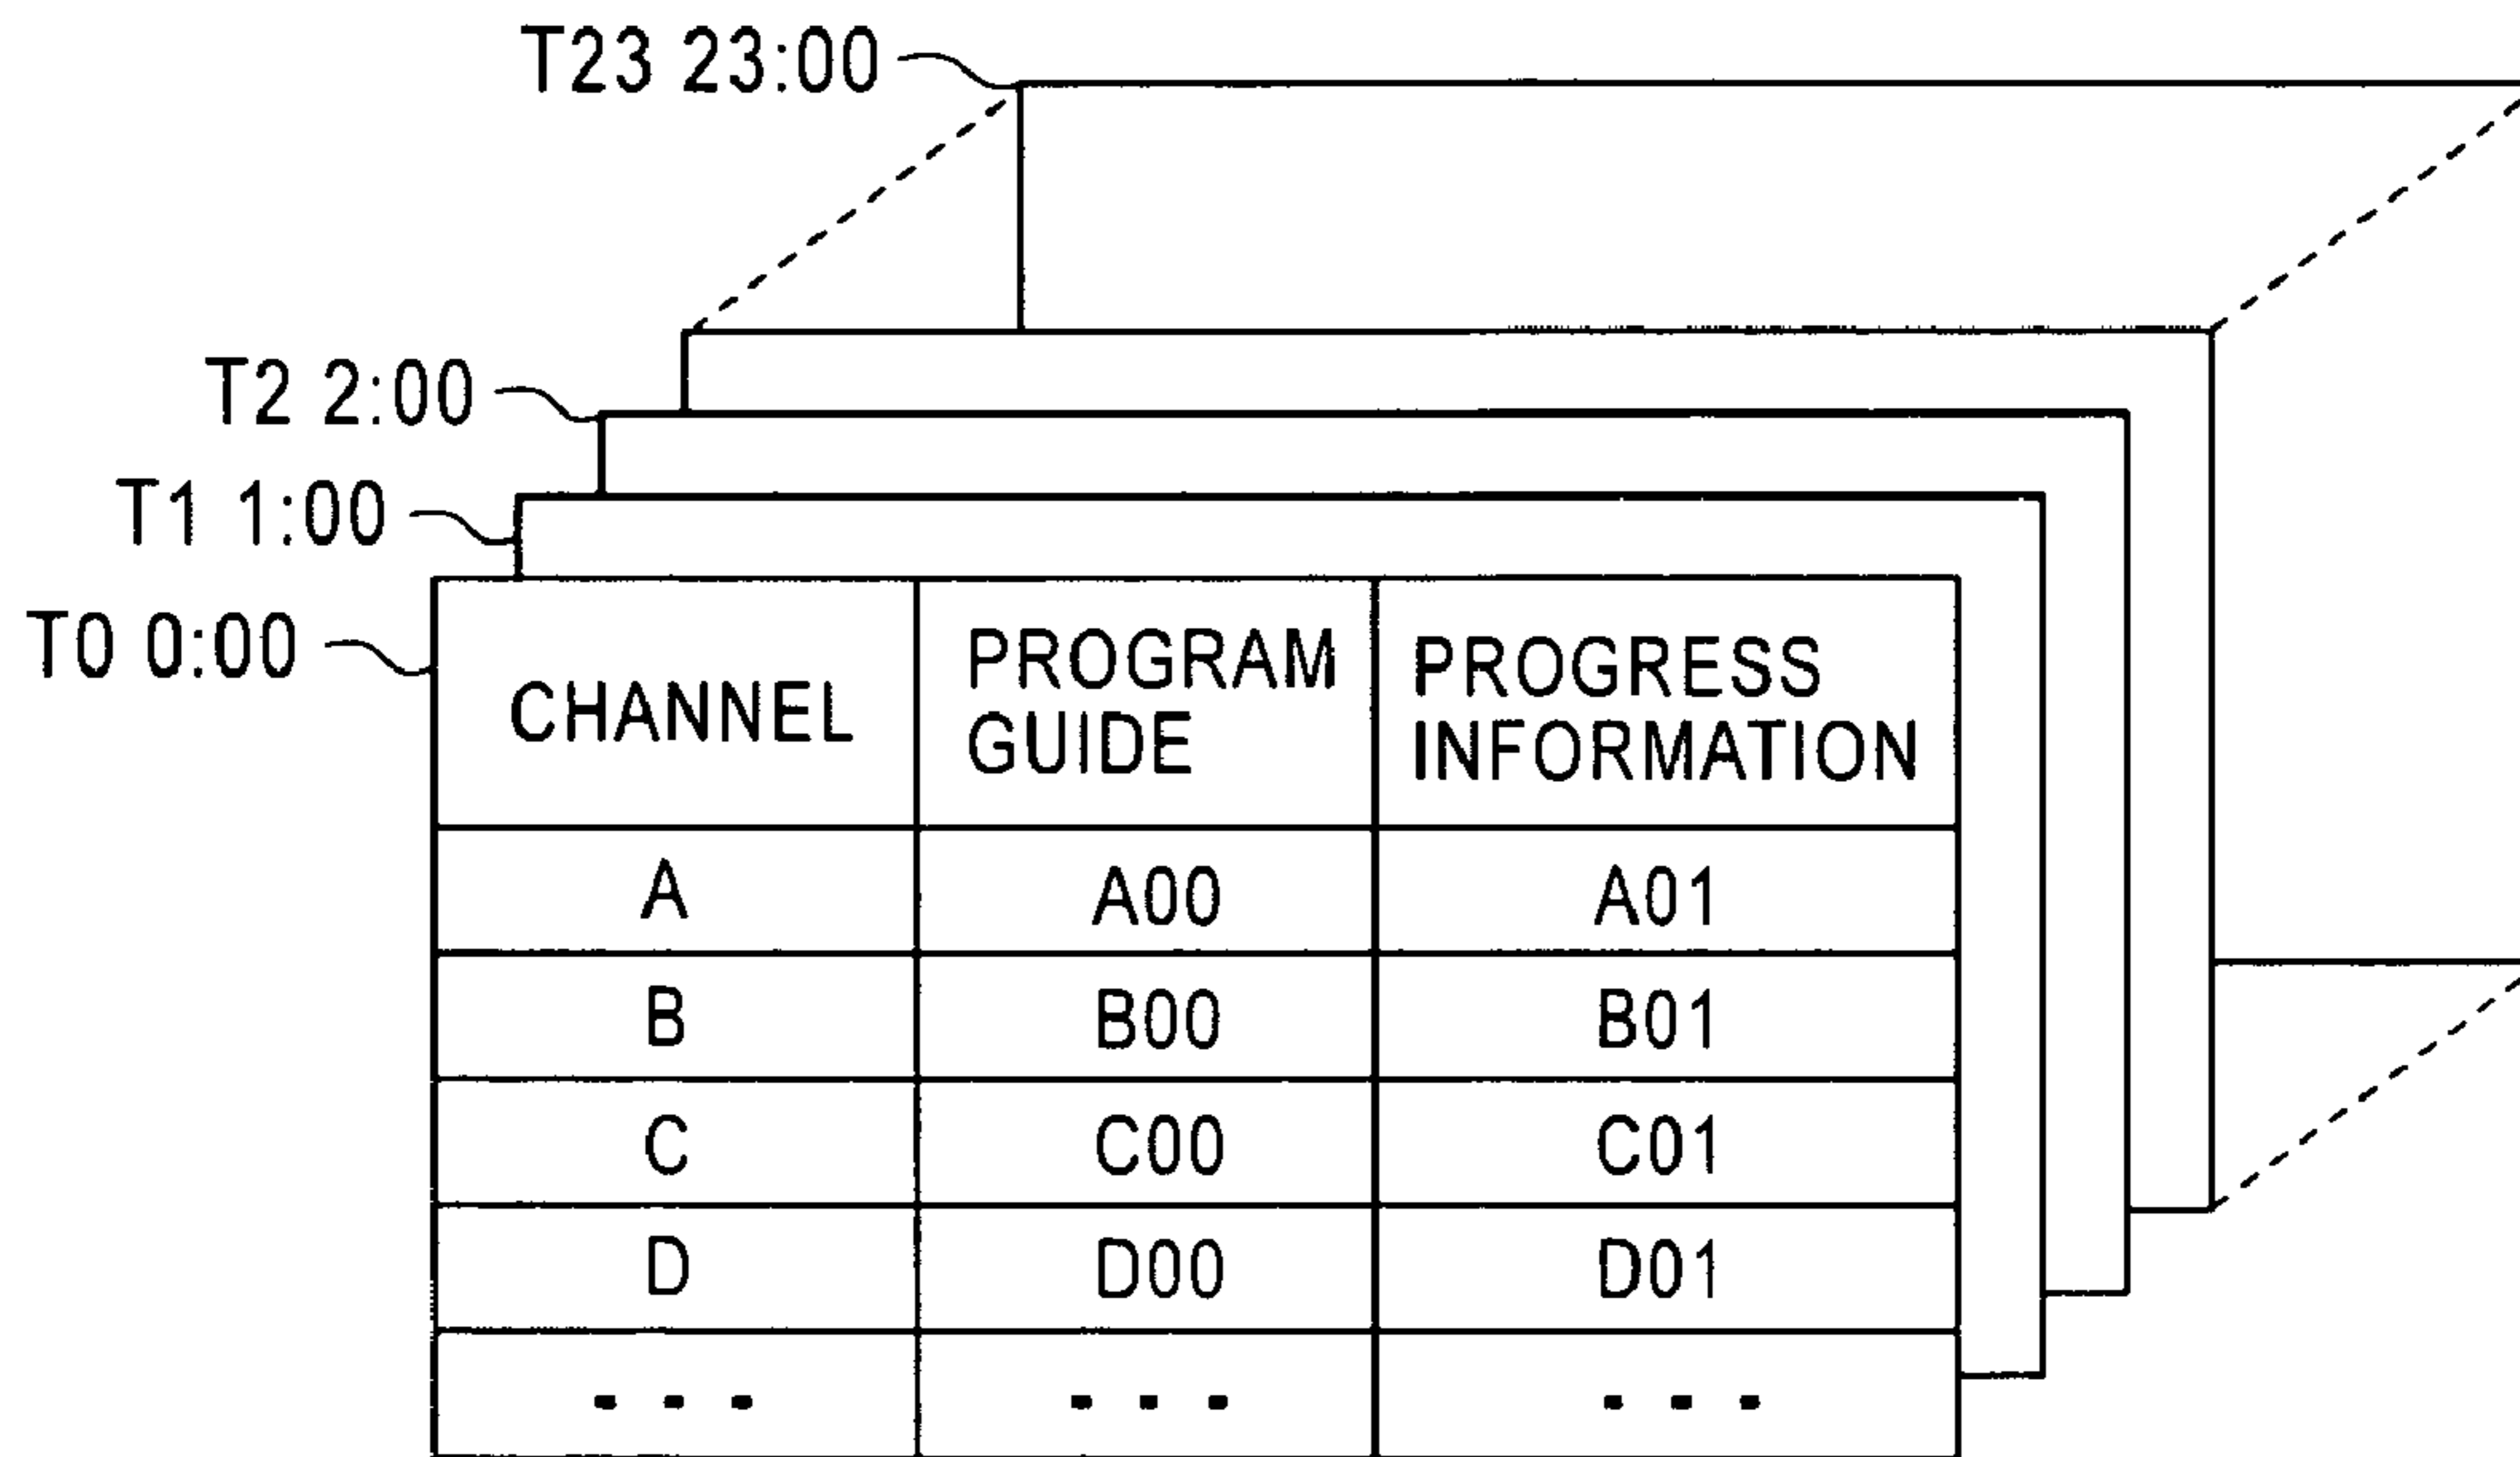 T23 23:00
T2 2:00
T1 1:00
T0 0:00
CHANNEL
PROGRAM
GUIDE
PROGRESS
INFORMATION
A A00 A01
B B00 B01
C C00 C01
D D00 D01
- - - - - - - - -